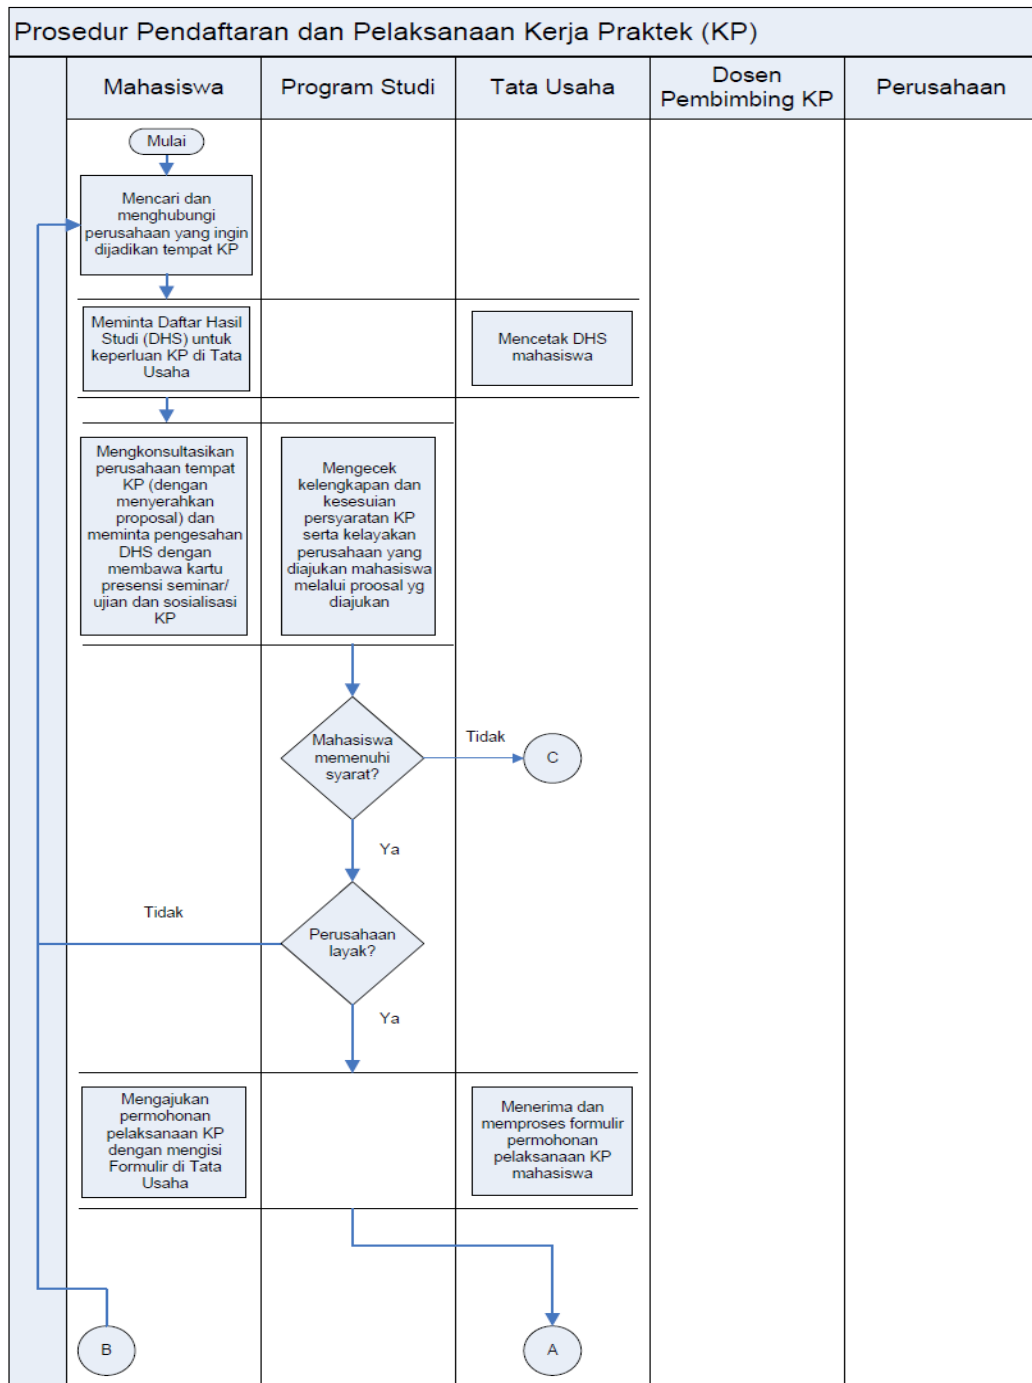 Prosedur Pendaftaran dan Pelaksanaan Kerja Praktek (KP)
Mahasiswa
Program Studi
Tata Usaha
Dosen
Pembimbing KP
Perusahaan
Mulai
Mencari dan
menghubungi
perusahaan yang ingin
dijadikan tempat KP
Meminta Daftar Hasil
Studi (DHS) untuk
keperluan KP di Tata
Usaha
Mencetak DHS
mahasiswa
Mengkonsultasikan
perusahaan tempat
KP (dengan
menyerahkan
proposal) dan
meminta pengesahan
DHS dengan
membawa kartu
presensi seminar/
ujian dan sosialisasi
KP
Mengecek
kelengkapan dan
kesesuian
persyaratan KP
serta kelayakan
perusahaan yang
diajukan mahasiswa
melalui proosal yg
diajukan
Mahasiswa
memenuhi
syarat?
Tidak
C
Ya
Tidak
Perusahaan
layak?
Ya
Mengajukan
permohonan
pelaksanaan KP
dengan mengisi
Formulir di Tata
Usaha
Menerima dan
memproses formulir
permohonan
pelaksanaan KP
mahasiswa
B
A